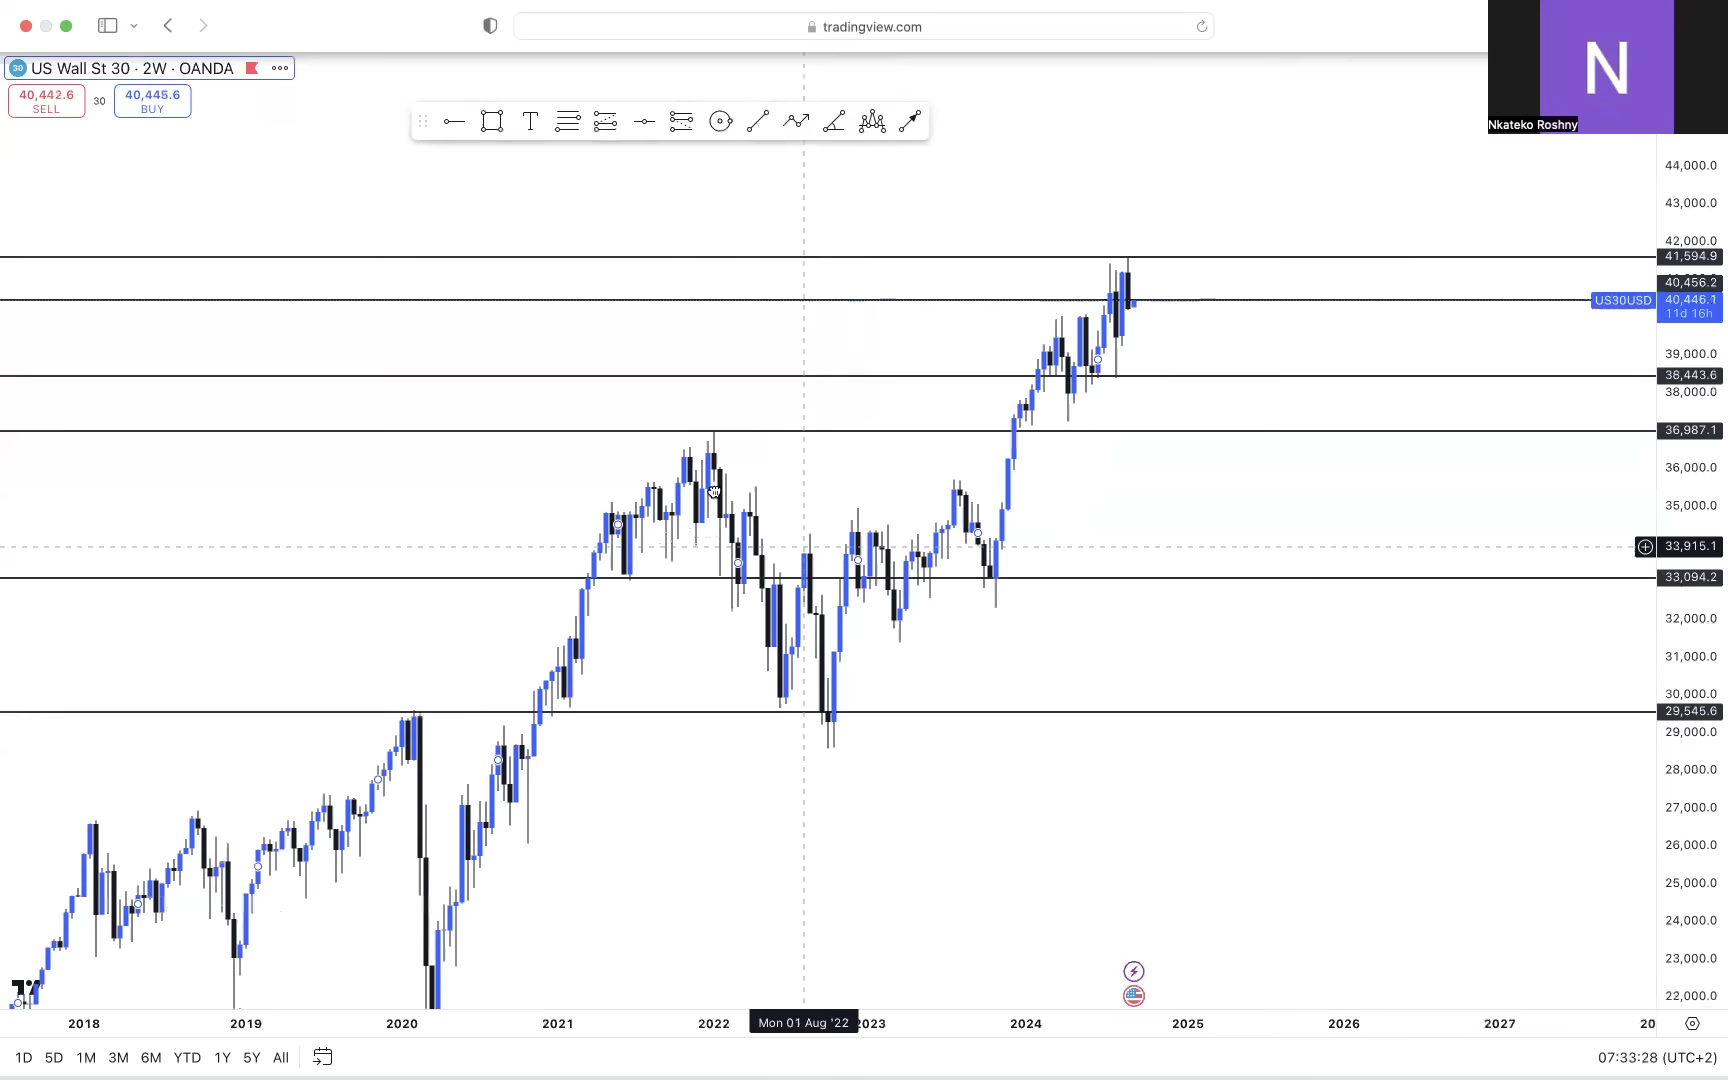 tradingview.com
30 US Wall St 30 · 2W · OANDA
40,442.6
SELL
30
40,445.6
BUY
N
Nkateko Roshny
44,000.0
43,000.0
42,000.0
41,594.9
40,456.2
US30USD
40,446.1
11d 16h
39,000.0
38,443.6
38,000.0
36,987.1
36,000.0
35,000.0
33,915.1
33,094.2
32,000.0
31,000.0
30,000.0
29,545.6
29,000.0
28,000.0
27,000.0
26,000.0
25,000.0
24,000.0
23,000.0
22,000.0
2018 2019 2020 2021 2022 Mon 01 Aug '22 2023 2024 2025 2026 2027 20
1D 5D 1M 3M 6M YTD 1Y 5Y All
07:33:28 (UTC+2)